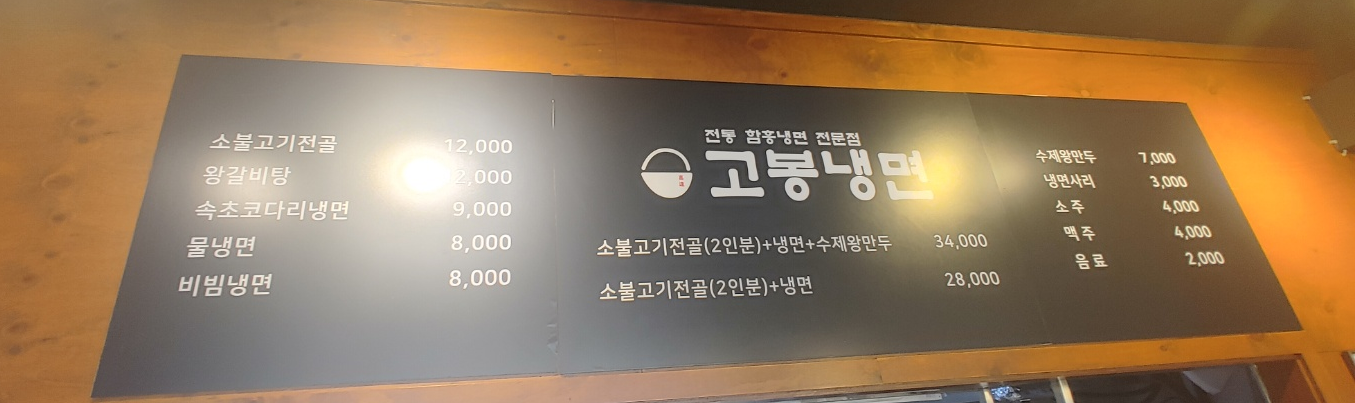 소불고기전골 12,000
왕갈비탕 2,000
속초코다리냉면 9,000
물냉면 8,000
비빔냉면 8,000
전통 함흥냉면 전문점
고봉냉면
소불고기전골(2인분)+냉면+수제왕만두 34,000
소불고기전골(2인분)+냉면 28,000
수제왕만두 7,000
냉면사리 3,000
소주 4,000
맥주 4,000
음료 2,000